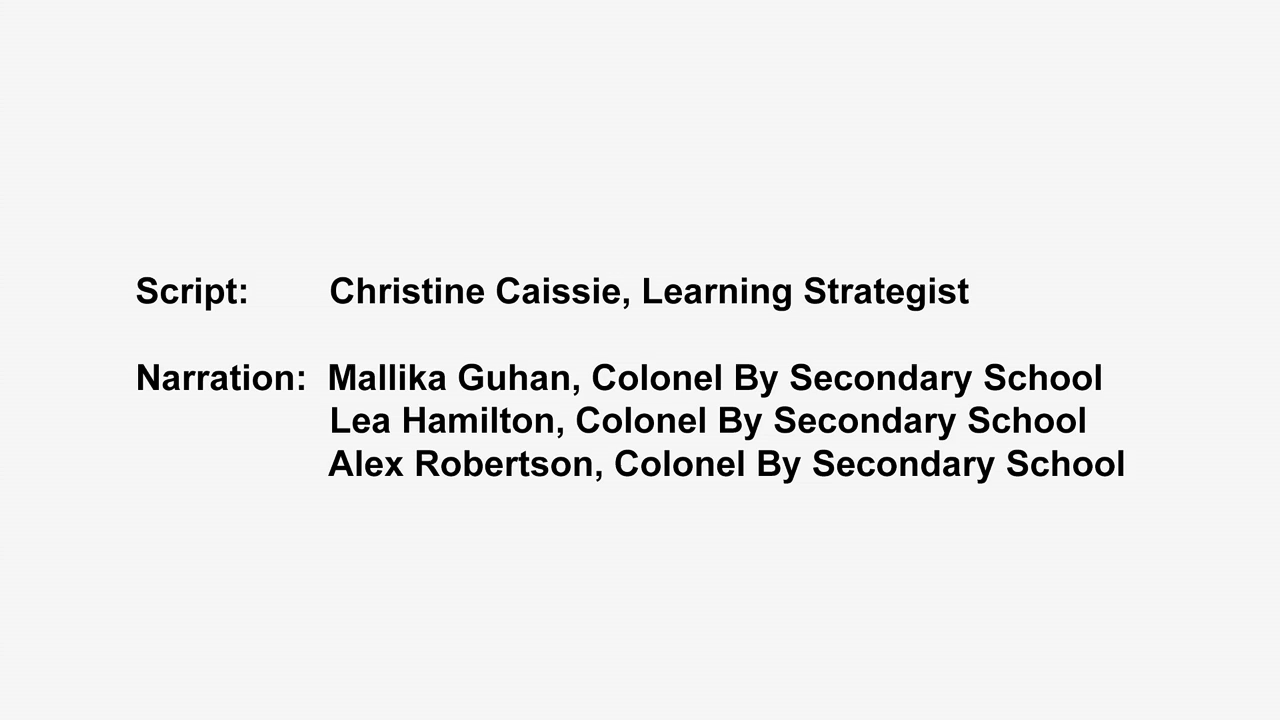 Script: Christine Caissie, Learning Strategist
Narration: Mallika Guhan, Colonel By Secondary School
Lea Hamilton, Colonel By Secondary School
Alex Robertson, Colonel By Secondary School